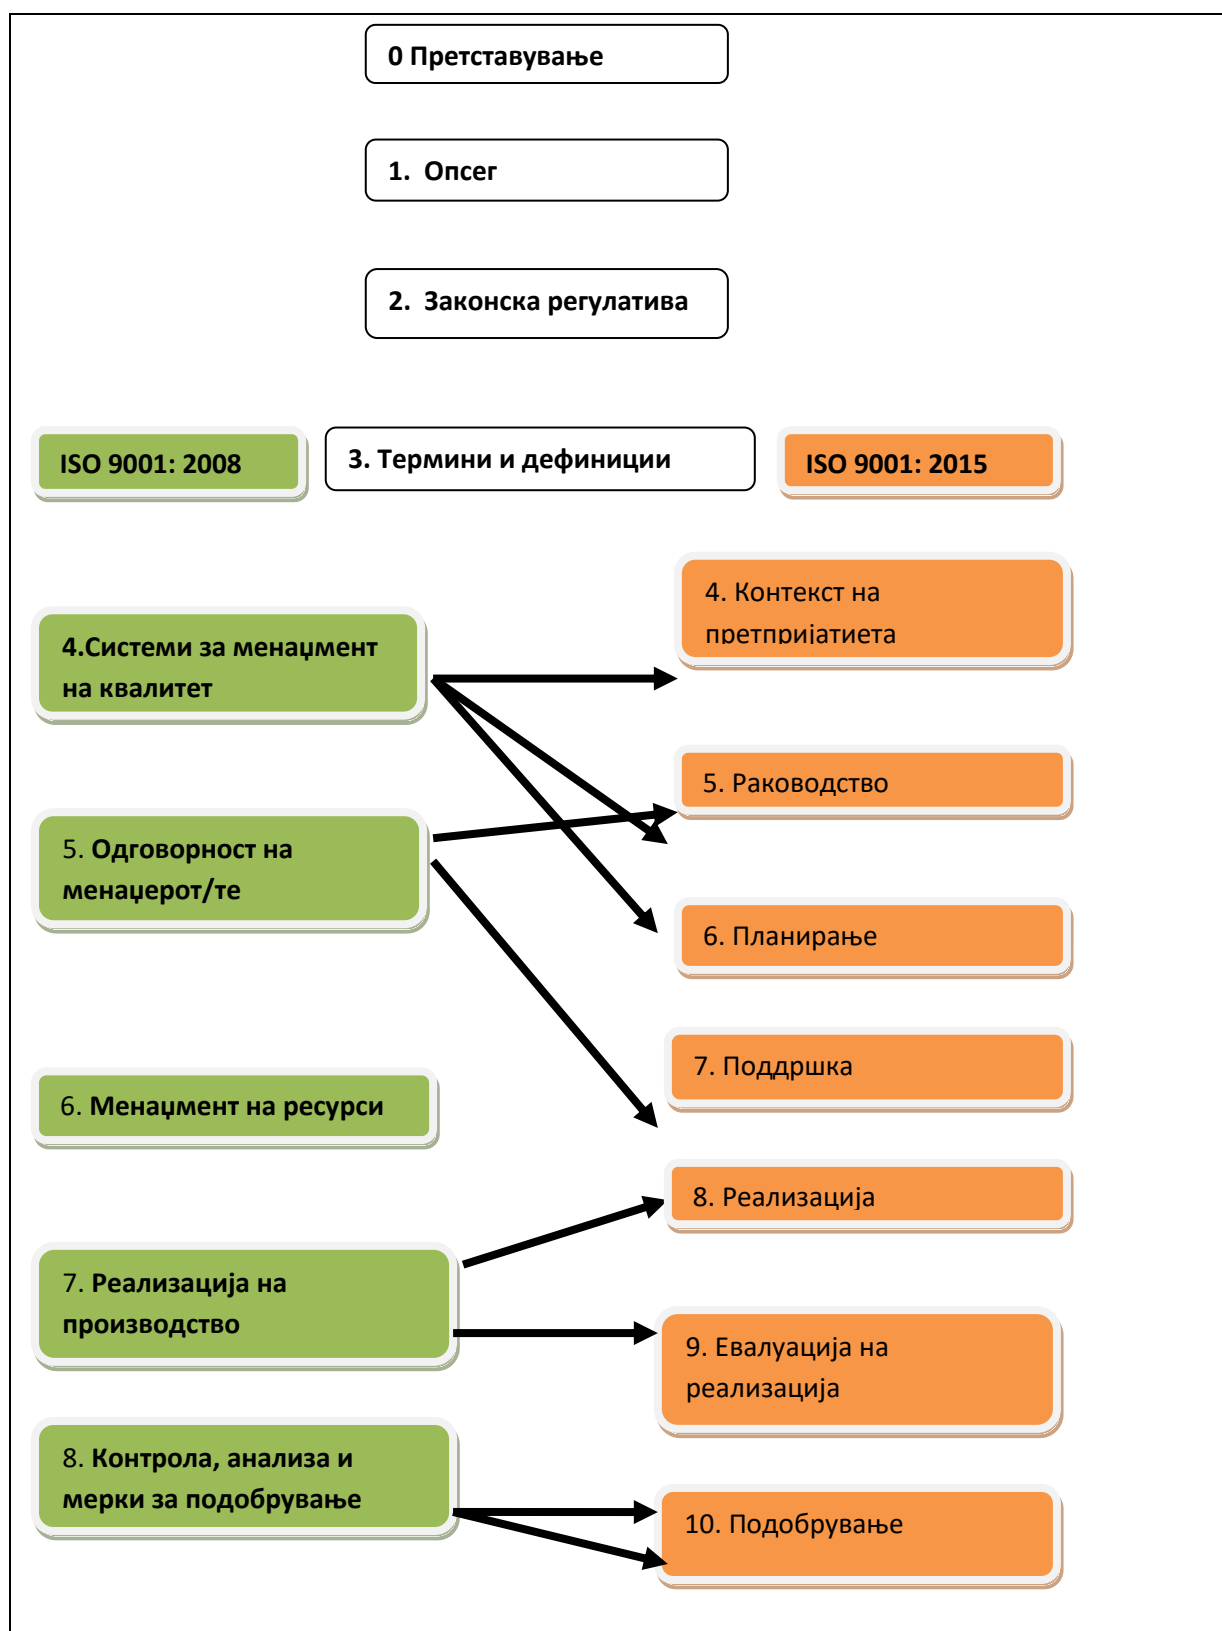 0 Претставување
1. Опсег
2. Законска регулатива
ISO 9001: 2008
3. Термини и дефиниции
ISO 9001: 2015
4.Системи за менаџмент
на квалитет
5. Одговорност на
менаџерот/те
6. Менаџмент на ресурси
7. Реализација на
производство
8. Контрола, анализа и
мерки за подобрување
4. Контекст на
претпријатиета
5. Раководство
6. Планирање
7. Поддршка
8. Реализација
9. Евалуација на
реализација
10. Подобрување